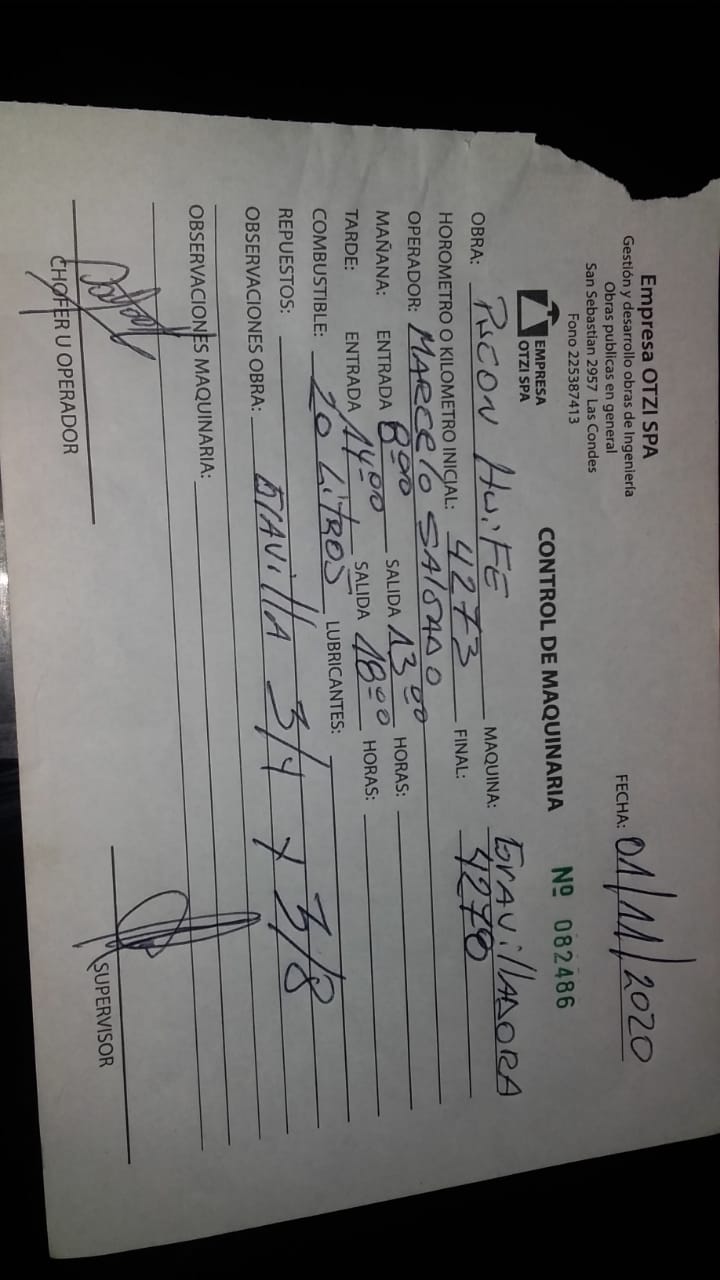 Empresa OTZI SPA
Gestión y desarrollo obras de Ingeniería
Obras publicas en general
San Sebastian 2957 Las Condes
Fono 225387413
FECHA: 01/11/2020
EMPRESA OTZI SPA
CONTROL DE MAQUINARIA Nº 082486
OBRA: RICON HUIFE MAQUINA: GRAVILLADORA
HOROMETRO O KILOMETRO INICIAL: 4273 FINAL: 4278
OPERADOR: MARCELO SALGADO
MAÑANA: ENTRADA 8:00 SALIDA 13:00 HORAS:
TARDE: ENTRADA 14:00 SALIDA 18:00 HORAS:
COMBUSTIBLE: 20 LITROS LUBRICANTES:
REPUESTOS:
OBSERVACIONES OBRA: GRAVILLA 3/4 x 3/8
OBSERVACIONES MAQUINARIA:
CHOFER U OPERADOR SUPERVISOR